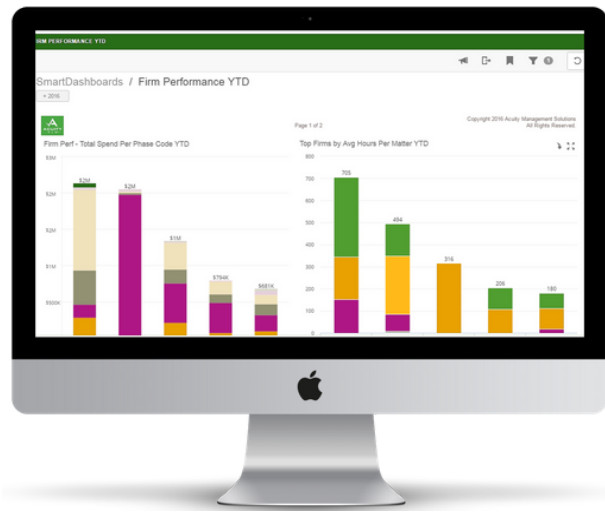 RM PERFORMANCE YTD
SmartDashboards / Firm Performance YTD
< 2016
ACUITY
Page 1 of 2
Copyright 2016 Acuity Management Solutions
All Rights Reserved.
Firm Perf - Total Spend Per Phase Code YTD
$3M
$2M
$2M
$1M
$500K
$2M
$2M
$1M
$784K
$681K
Top Firms by Avg Hours Per Matter YTD
800
700
600
500
400
300
200
100
0
705
494
316
206
180